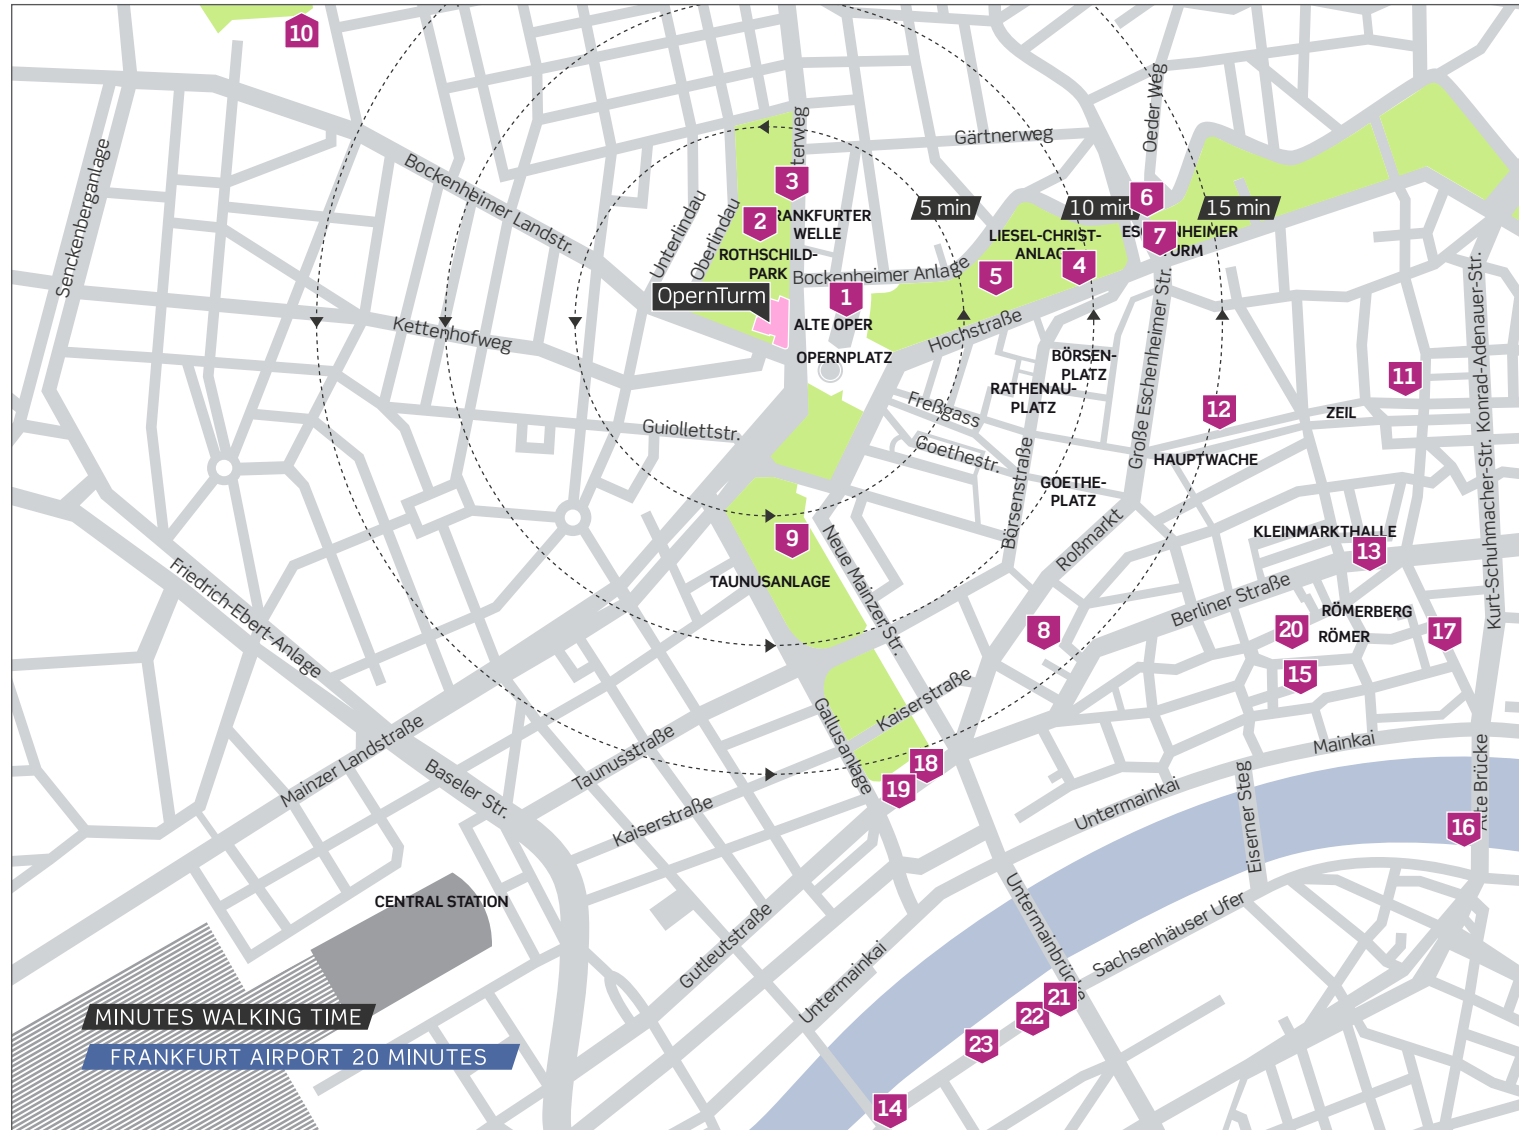 10
Oeder Weg
Gärtnerweg
Senckenberganlage
Bockenheimer Landstr.
3
2
RANKFURTER
WELLE
Unterlindau
Oberlindau
ROTHSCHILD-
PARK
5 min
10 min
15 min
6
7
LIESEL-CHRIST-
ANLAGE
4
5
Bockenheimer Anlage
OpernTurm
1
ALTE OPER
OPERNPLATZ
Hochstraße
Kettenhofweg
BÖRSEN-
PLATZ
RATHENAU-
PLATZ
Große Eschenheimer Str.
Konrad-Adenauer-Str.
11
12
ZEIL
Freßgass
Guiollettstr.
Goethestr.
HAUPTWACHE
Börsenstraße
GOETHE-
PLATZ
Roßmarkt
9
TAUNUSANLAGE
Neue Mainzer Str.
KLEINMARKTHALLE
13
Kurt-Schuhmacher-Str.
Berliner Straße
RÖMERBERG
RÖMER
20
17
8
15
Friedrich-Ebert-Anlage
Kaiserstraße
Gallusanlage
Mainzer Landstraße
Taunusstraße
Baseler Str.
18
19
Mainkai
Untermainkai
Eiserner Steg
Alte Brücke
16
Kaiserstraße
CENTRAL STATION
Gutleutstraße
Untermainkai
Untermainbrücke
Sachsenhäuser Ufer
21
22
23
14
MINUTES WALKING TIME
FRANKFURT AIRPORT 20 MINUTES